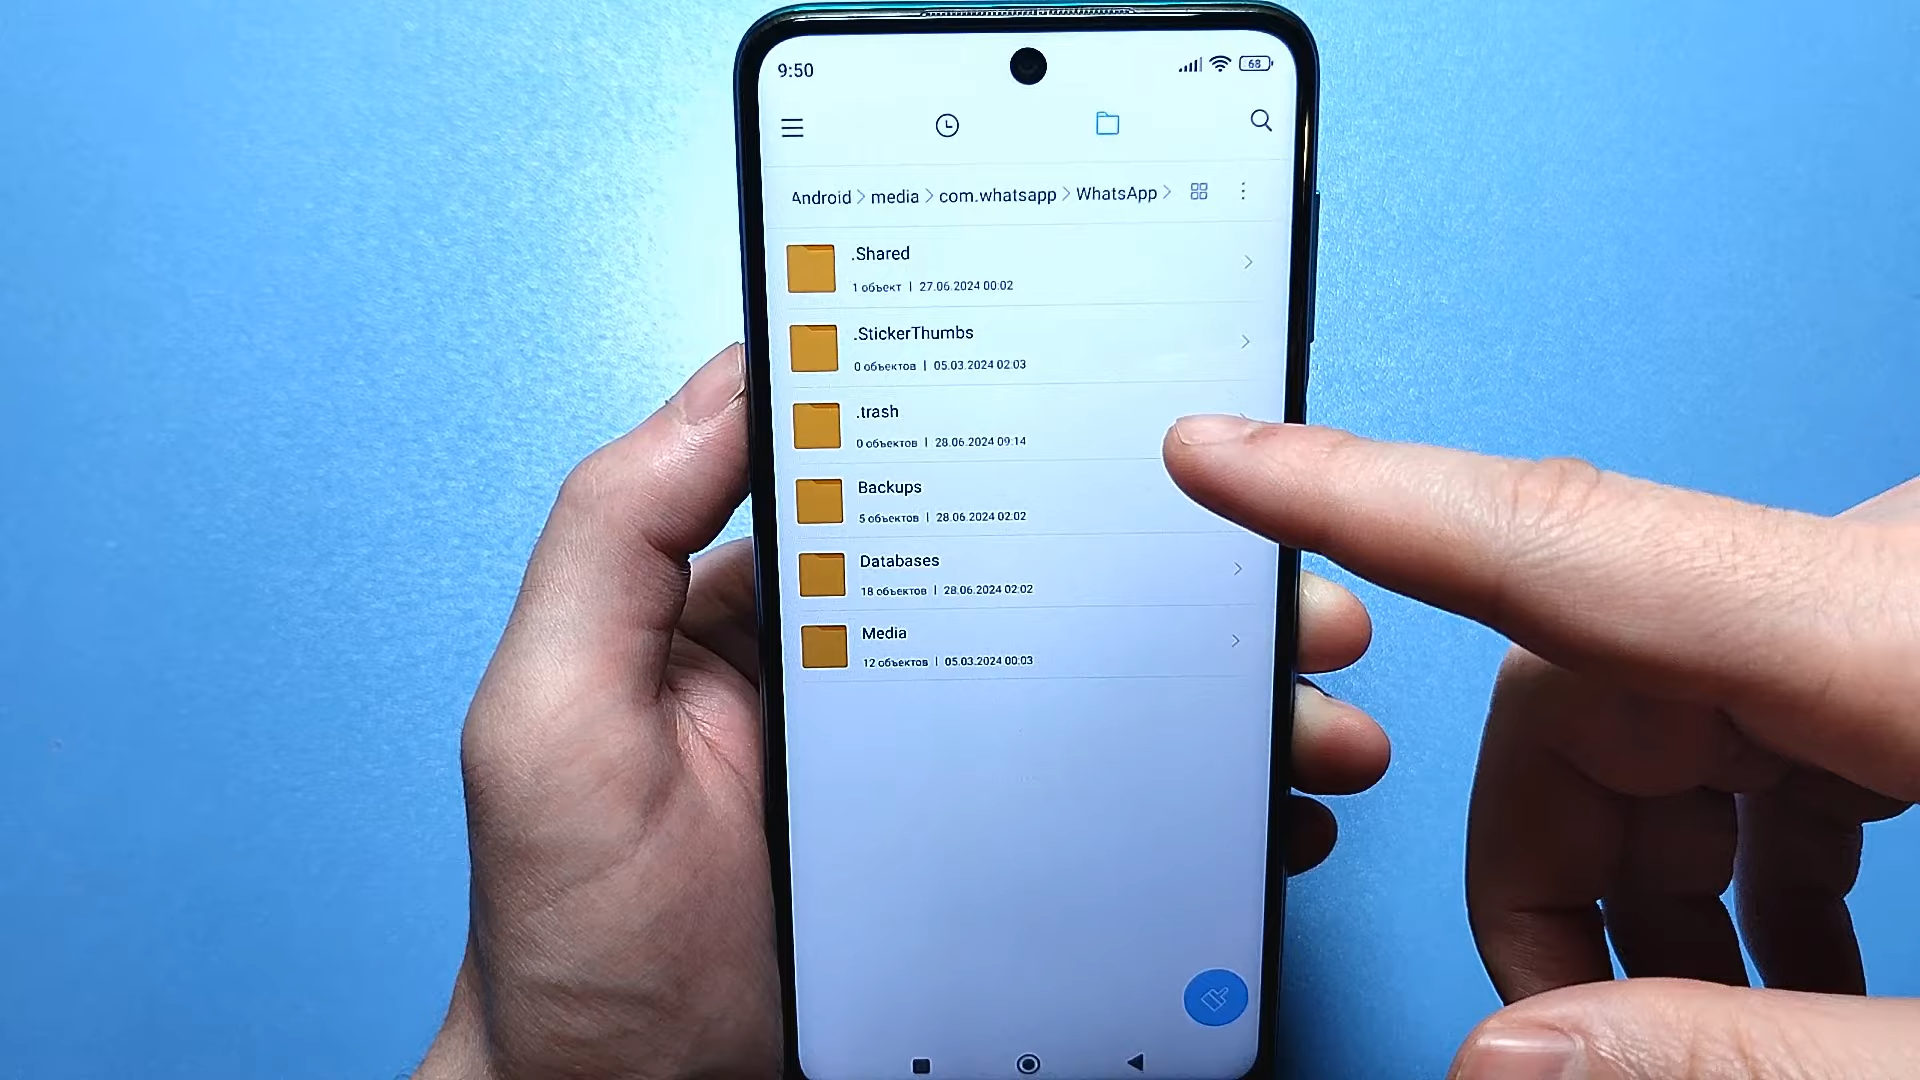 9:50
68
Android > media > com.whatsapp > WhatsApp >
.Shared
1 объект | 27.06.2024 00:02
.StickerThumbs
0 объектов | 05.03.2024 02:03
.trash
0 объектов | 28.06.2024 09:14
Backups
5 объектов | 28.06.2024 02:02
Databases
18 объектов | 28.06.2024 02:02
Media
12 объектов | 05.03.2024 00:03